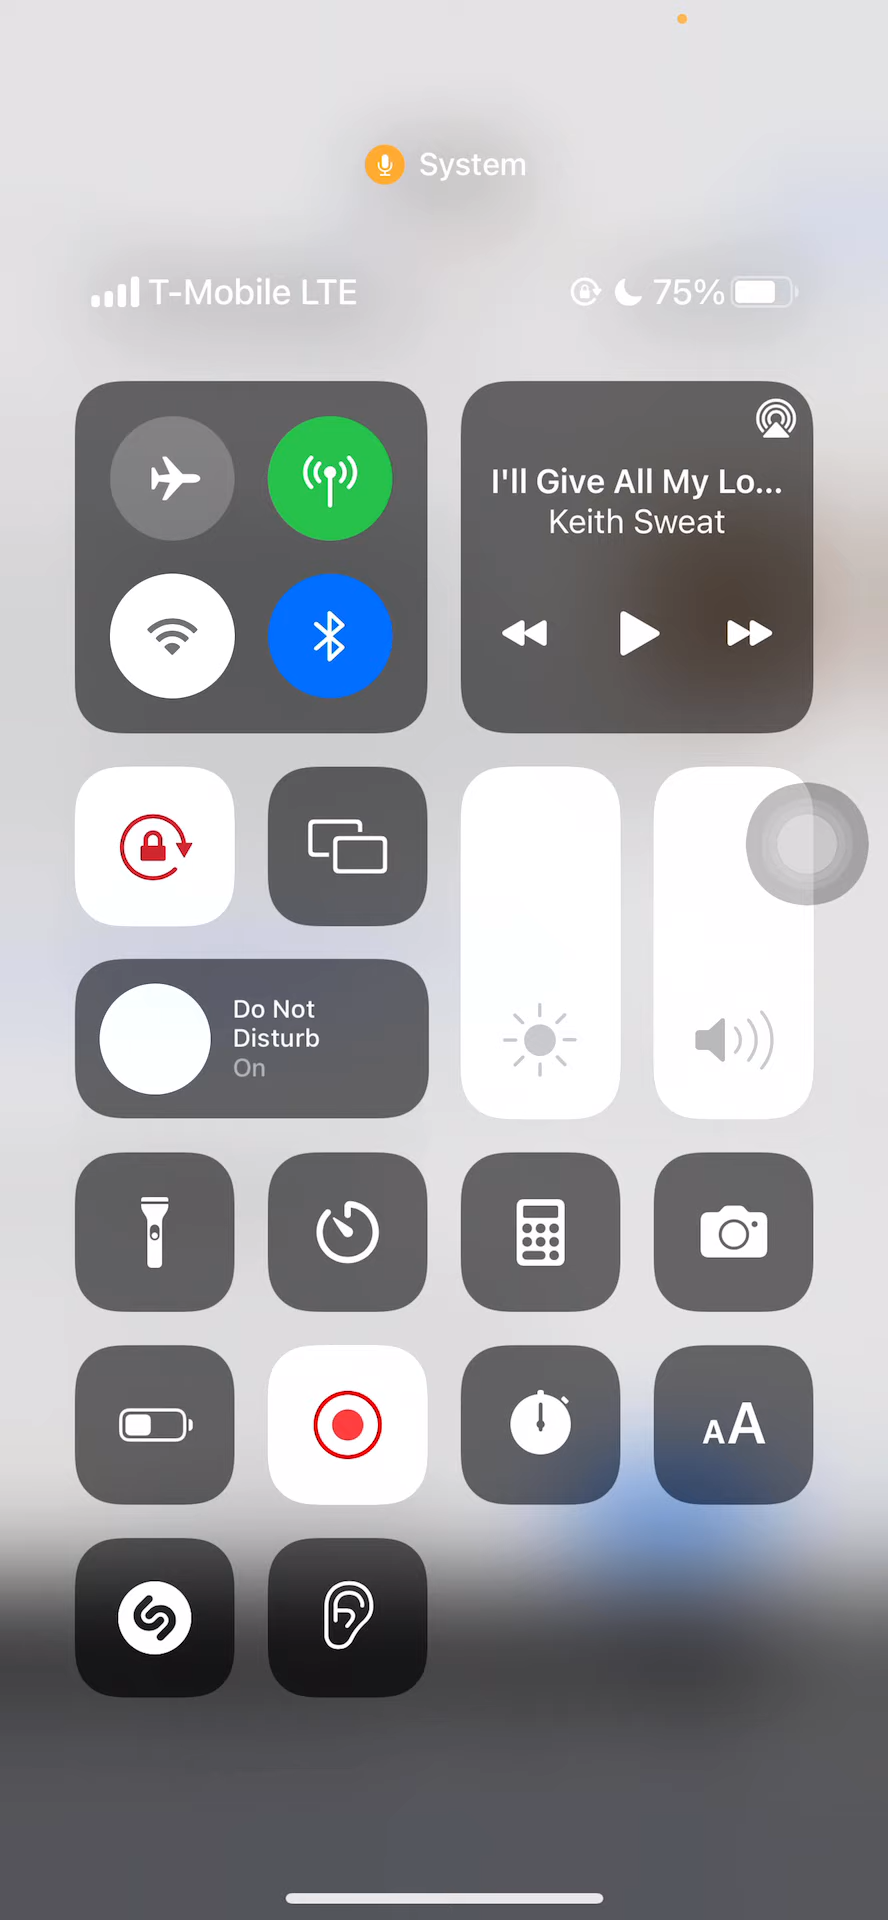 System
T-Mobile LTE
75%
I'll Give All My Lo...
Keith Sweat
Do Not
Disturb
On
AA